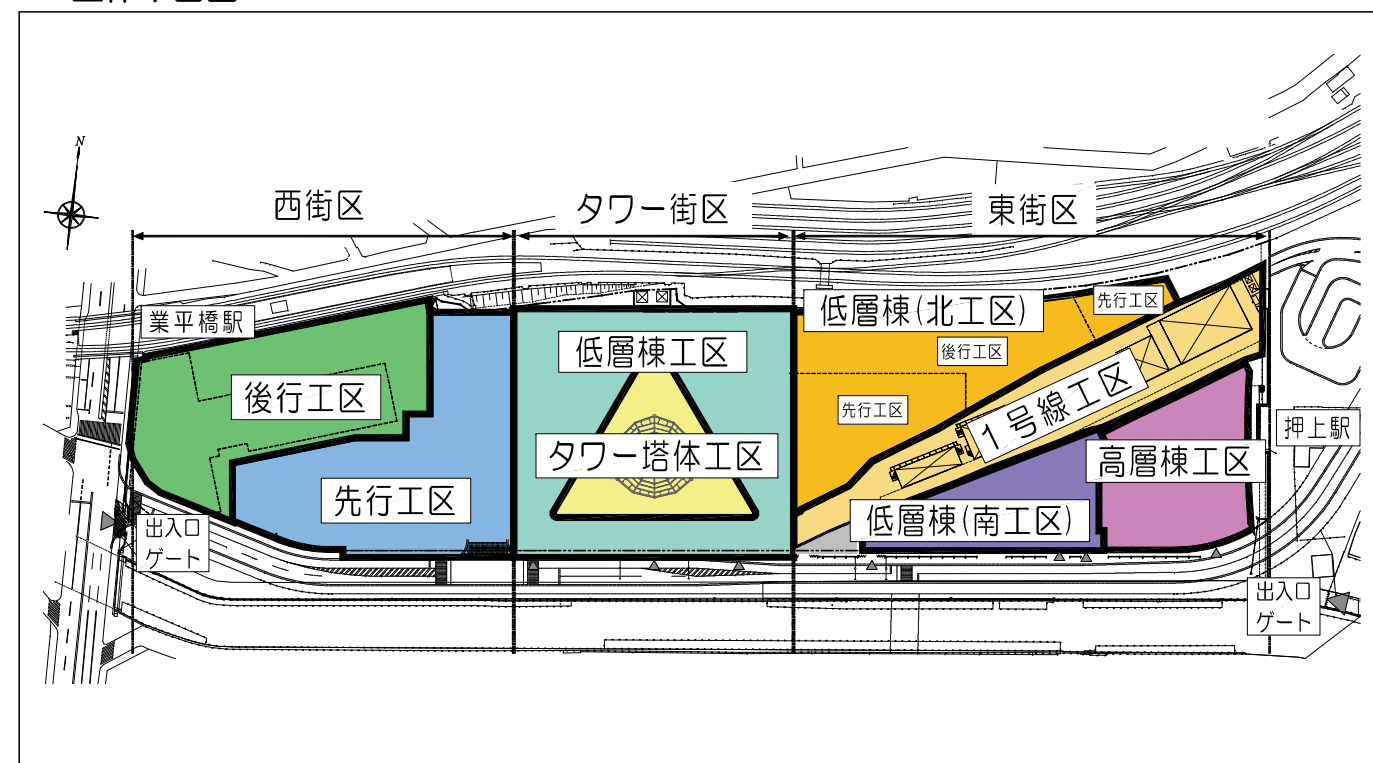 N
西街区
タワー街区
東街区
業平橋駅
低層棟(北工区)
先行工区
低層棟工区
後行工区
後行工区
先行工区
1号線工区
押上駅
タワー塔体工区
高層棟工区
先行工区
低層棟(南工区)
出入口
ゲート
出入口
ゲート